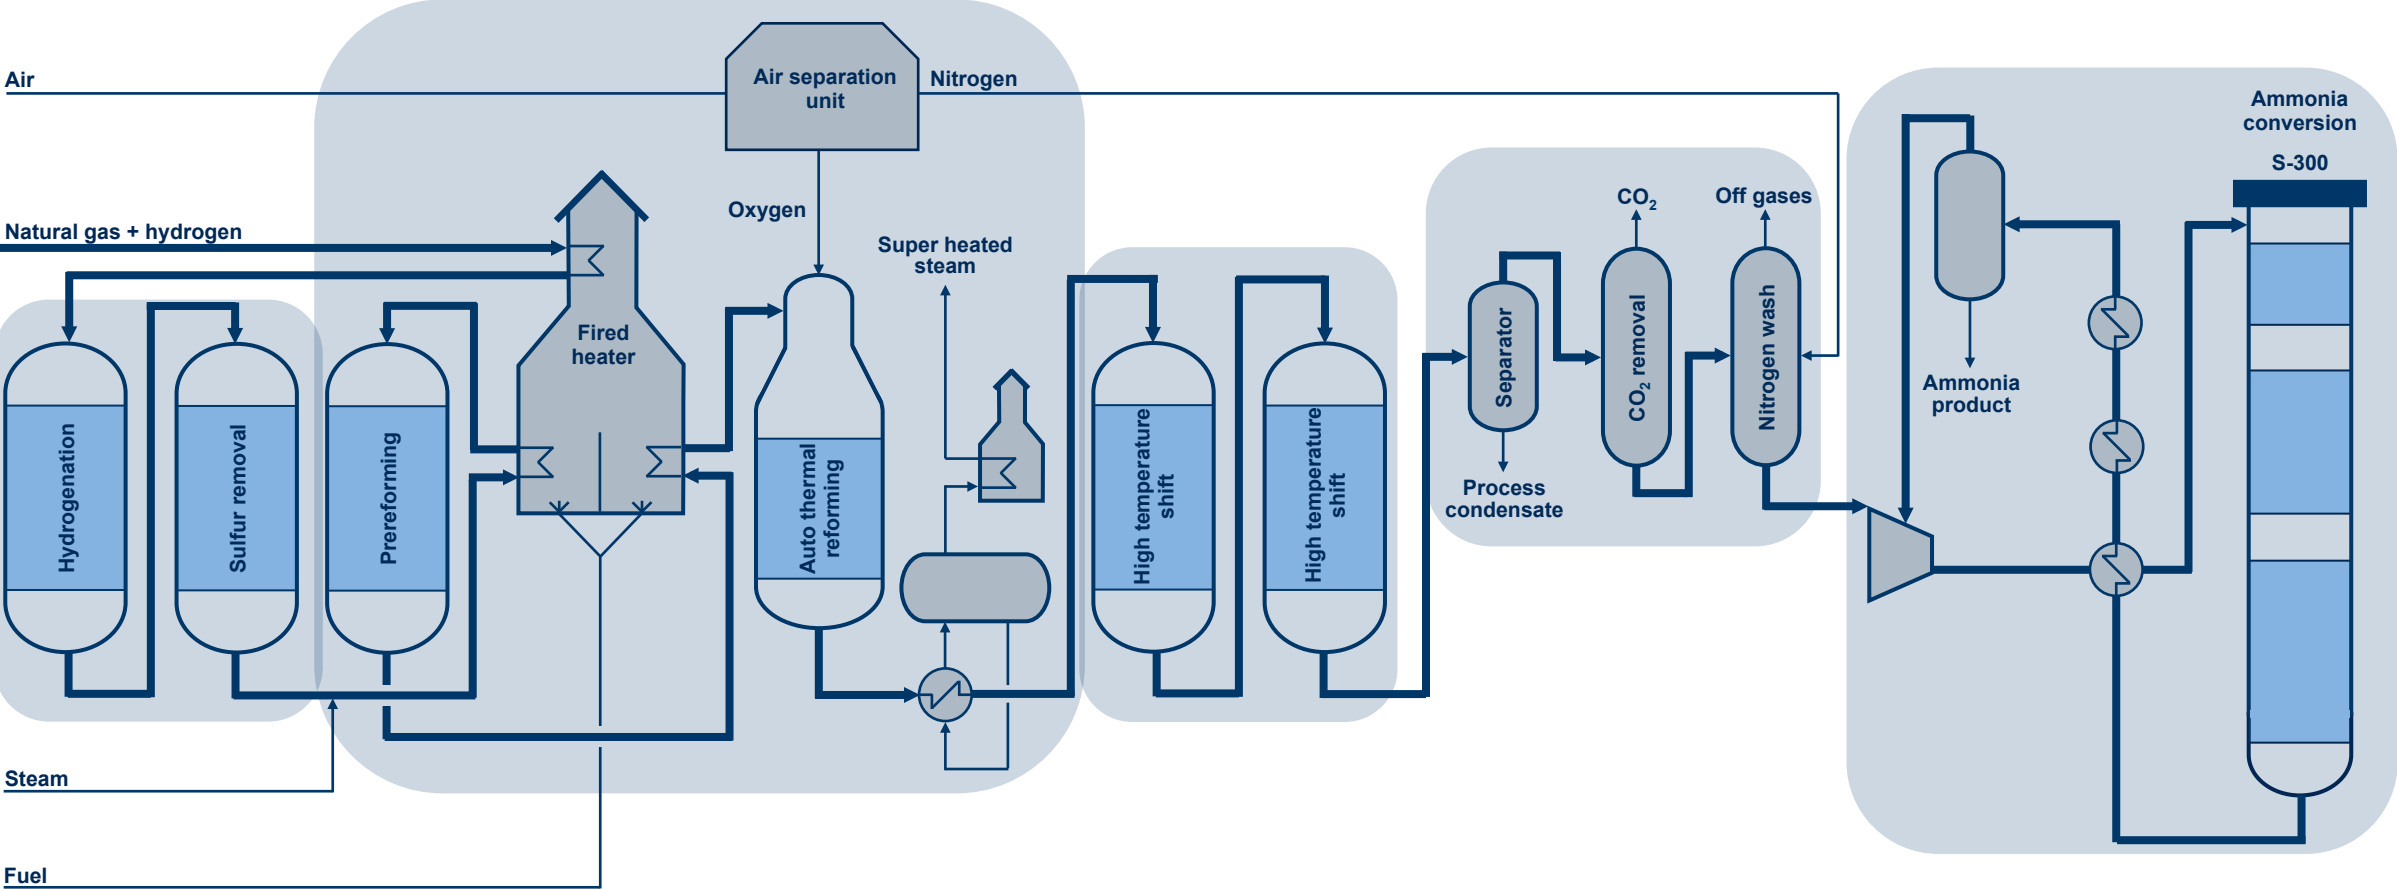 Air
Air separation
unit
Nitrogen
Ammonia
conversion
S-300
Natural gas + hydrogen
Oxygen
Super heated
steam
CO2
Off gases
Fired
heater
Hydrogenation
Sulfur removal
Prereforming
Auto thermal
reforming
High temperature
shift
High temperature
shift
Separator
CO2 removal
Nitrogen wash
Process
condensate
Ammonia
product
Steam
Fuel